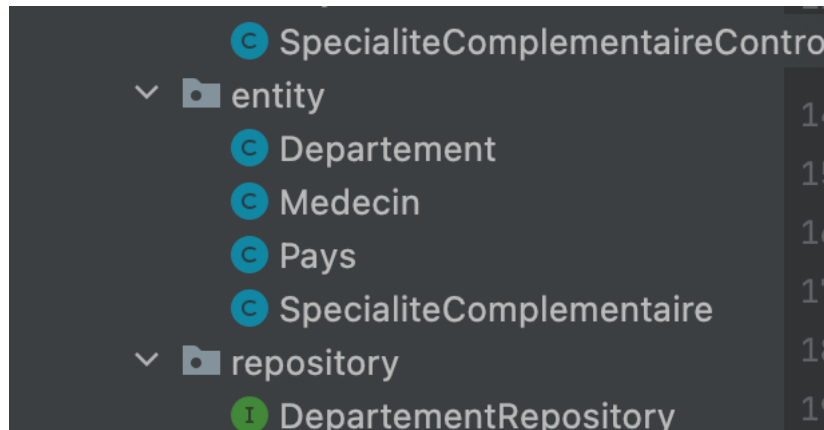 SpecialiteComplementaireContro
entity
Departement
Medecin
Pays
SpecialiteComplementaire
repository
DepartementRepository